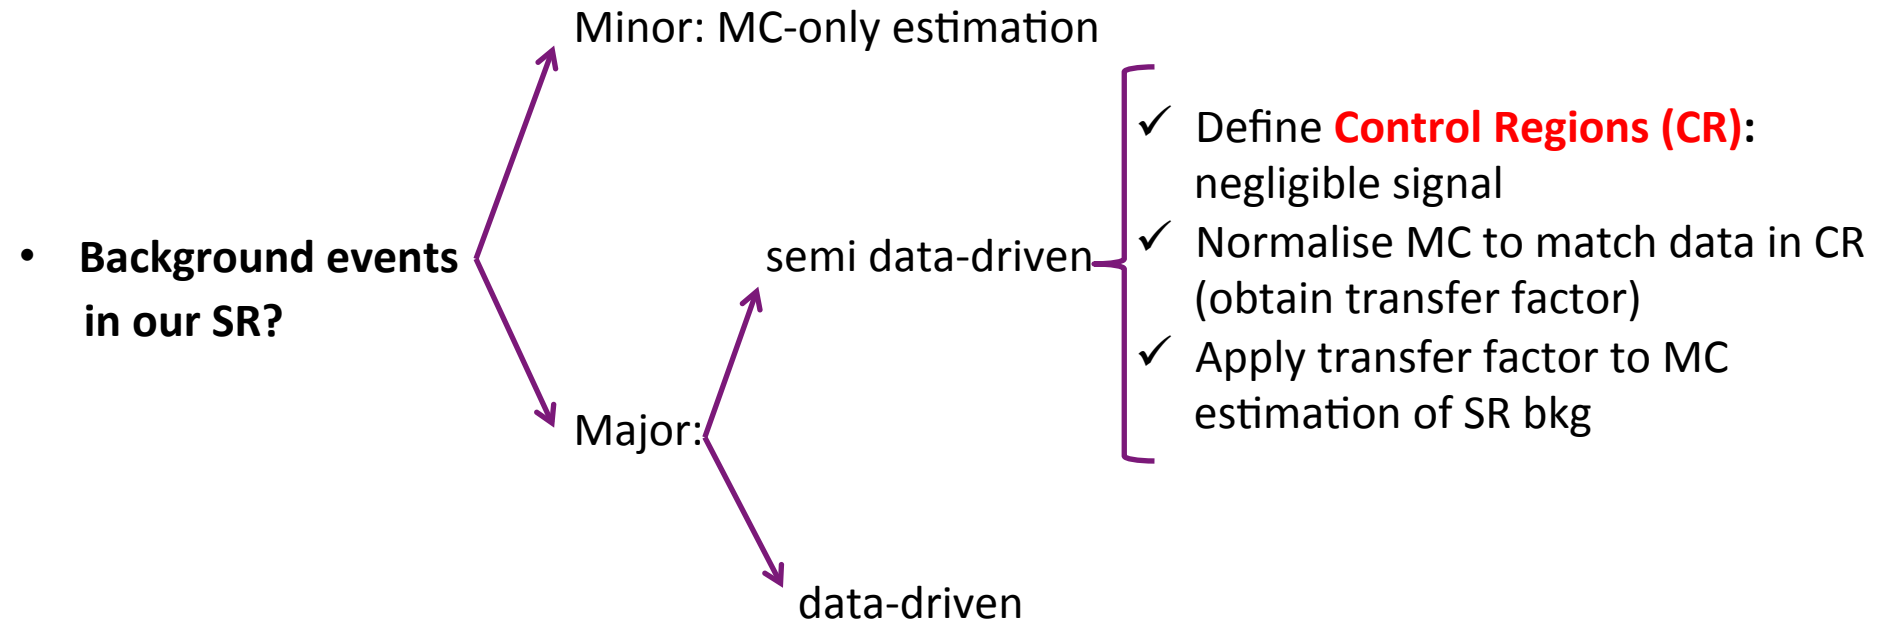 Minor: MC-only estimation
✓ Define Control Regions (CR):
negligible signal
• Background events
in our SR?
semi data-driven
✓ Normalise MC to match data in CR
(obtain transfer factor)
✓ Apply transfer factor to MC
estimation of SR bkg
Major:
data-driven